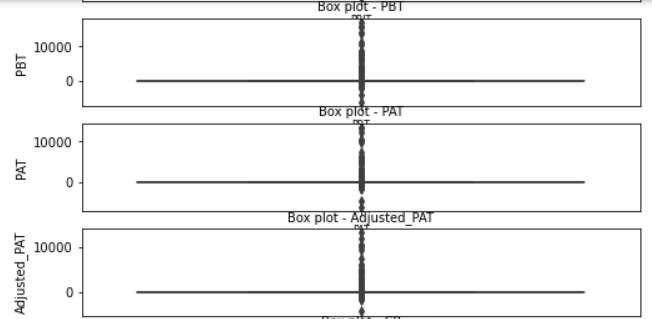 Box plot - PBT
10000
PBT
0
Box plot - PAT
10000
PAT
0
Box plot - Adjusted_PAT
10000
Adjusted_PAT
0